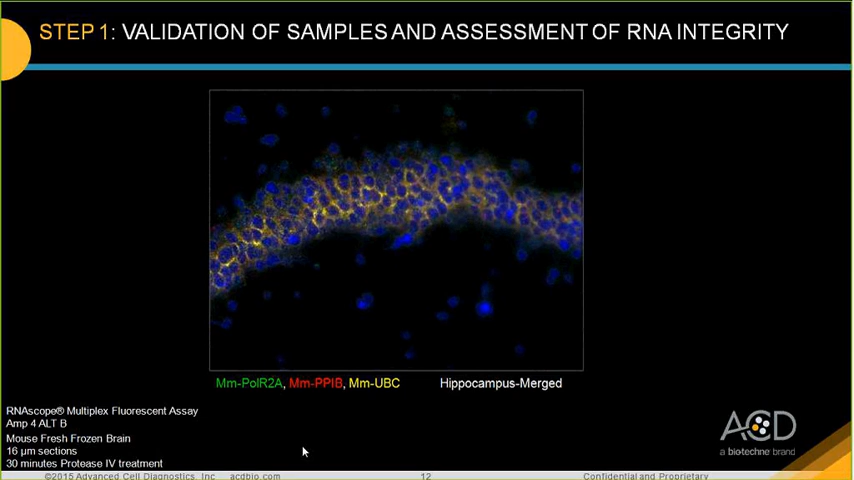 STEP 1: VALIDATION OF SAMPLES AND ASSESSMENT OF RNA INTEGRITY
Mm-PolR2A, Mm-PPIB, Mm-UBC
Hippocampus-Merged
RNAscope® Multiplex Fluorescent Assay
Amp 4 ALT B
Mouse Fresh Frozen Brain
16 µm sections
30 minutes Protease IV treatment
ACD
a biotechne brand
©2015 Advanced Cell Diagnostics, Inc acdbio.com
12
Confidential and Proprietary